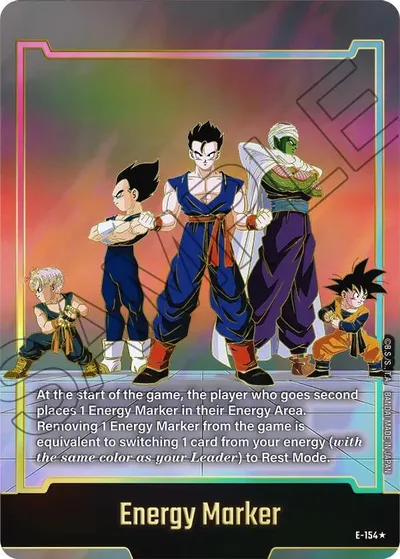 SAMPLE
At the start of the game, the player who goes second
places 1 Energy Marker in their Energy Area.
Removing 1 Energy Marker from the game is
equivalent to switching 1 card from your energy (with
the same color as your Leader) to Rest Mode.
©B.S./S., T.A. BANDAI MADE IN JAPAN
Energy Marker
E-154★